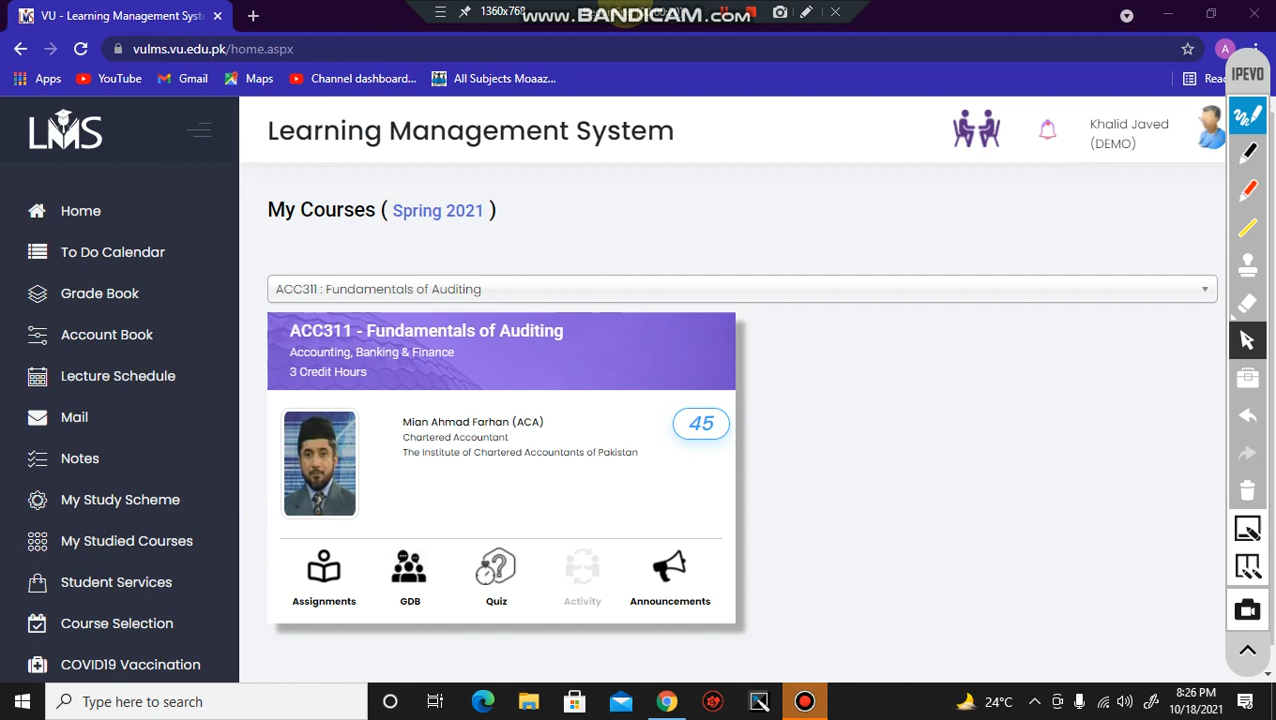 VU - Learning Management Syst
1360x768
www.BANDICAM.com
vulms.vu.edu.pk/home.aspx
A
Apps
YouTube
Gmail
Maps
Channel dashboard...
All Subjects Moaaz...
IPEVO
LMS
Learning Management System
Khalid Javed
(DEMO)
Home
To Do Calendar
Grade Book
Account Book
Lecture Schedule
Mail
Notes
My Study Scheme
My Studied Courses
Student Services
Course Selection
COVID19 Vaccination
My Courses ( Spring 2021 )
ACC311 : Fundamentals of Auditing
ACC311 - Fundamentals of Auditing
Accounting, Banking & Finance
3 Credit Hours
Mian Ahmad Farhan (ACA)
Chartered Accountant
The Institute of Chartered Accountants of Pakistan
45
Assignments
GDB
Quiz
Activity
Announcements
Type here to search
24°C
8:26 PM
10/18/2021